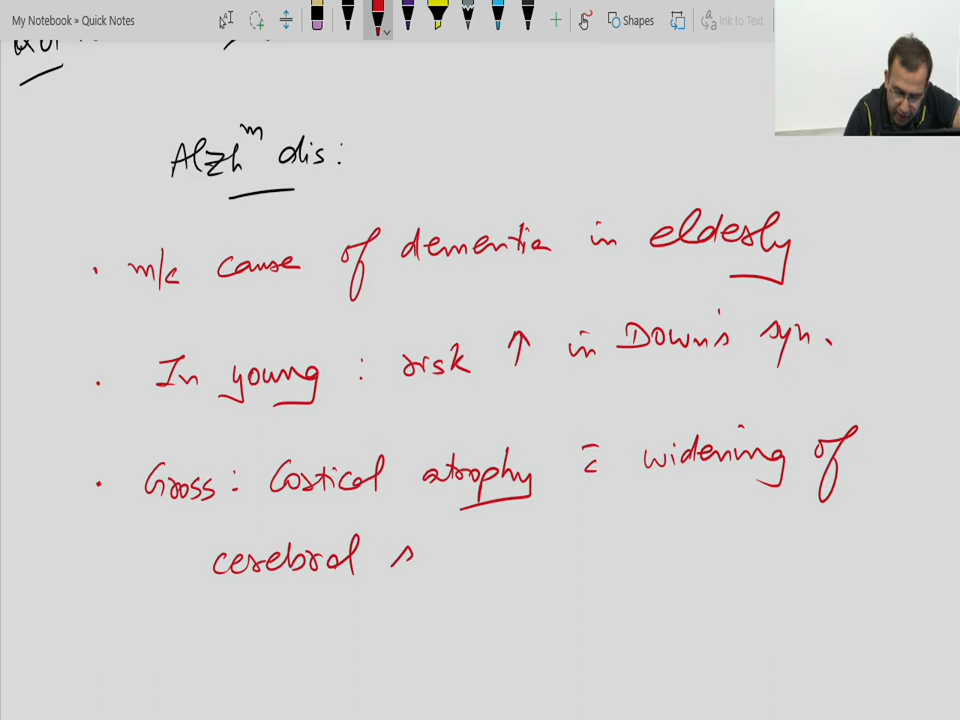 My Notebook » Quick Notes
Shapes
Ink to Text
Alzh^m dis:
· m/c cause of dementia in elderly
· In young : risk ↑ in Down's syn.
· Gross : Cortical atrophy c̄ widening of
cerebral s